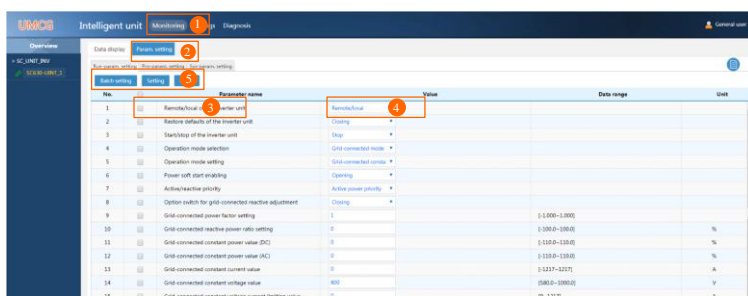 UMCG Intelligent unit Monitoring 1 gs Diagnosis General user
Overview
SC_UNIT_INV
Data display Param. setting
2
Run-param. setting
Batch setting Setting 5
No. Parameter name Value Data range Unit
1 Remote/local 3 inverter unit Remote/local 4
2 Restore defaults of the inverter unit Closing
3 Start/stop of the inverter unit Stop
4 Operation mode selection Grid-connected mode
5 Operation mode setting Grid-connected consta
6 Power soft start enabling Opening
7 Active/reactive priority Active power priority
8 Option switch for grid-connected reactive adjustment Closing
9 Grid-connected power factor setting 1 [-1.000~1.000]
10 Grid-connected reactive power ratio setting 0 [-100.0~100.0] %
11 Grid-connected constant power value (DC) 0 [-110.0~110.0] %
12 Grid-connected constant power value (AC) 0 [-110.0~110.0] %
13 Grid-connected constant current value 0 [-1217~1217] A
14 Grid-connected constant voltage value 800 [580.0~1000.0] V